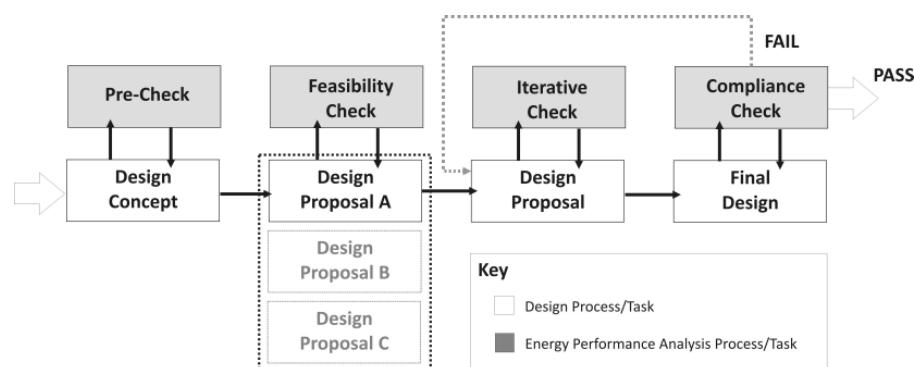 FAIL
PASS
Pre-Check
Feasibility
Check
Iterative
Check
Compliance
Check
Design
Concept
Design
Proposal A
Design
Proposal
Final
Design
Design
Proposal B
Design
Proposal C
Key
Design Process/Task
Energy Performance Analysis Process/Task